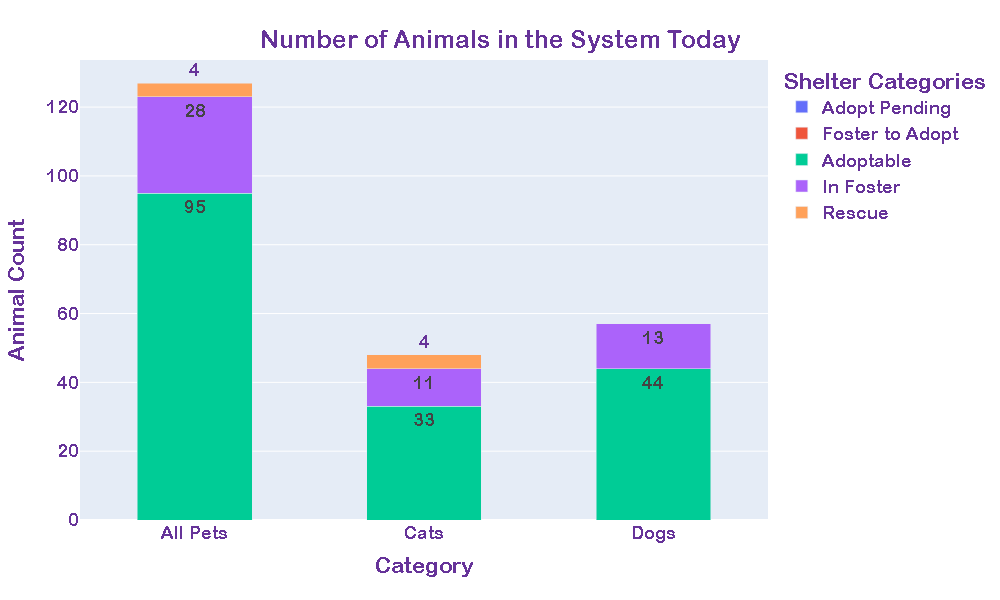 Number of Animals in the System Today
Shelter Categories
Adopt Pending
Foster to Adopt
Adoptable
In Foster
Rescue
Animal Count
120
100
80
60
40
20
0
4
28
95
4
11
33
13
44
All Pets
Cats
Dogs
Category